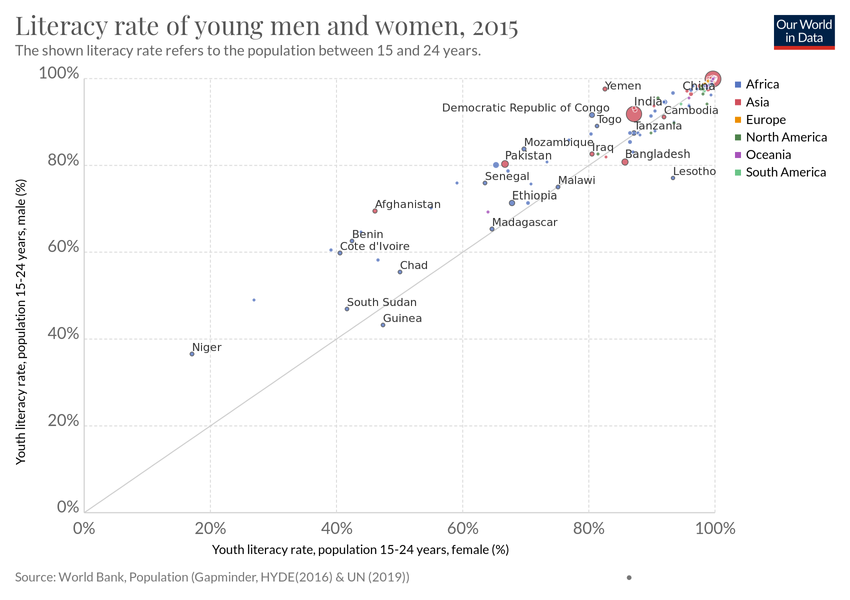 Literacy rate of young men and women, 2015
The shown literacy rate refers to the population between 15 and 24 years.
Our World
in Data
100%
80%
60%
40%
20%
0%
Youth literacy rate, population 15-24 years, male (%)
Yemen
China
India
Democratic Republic of Congo
Cambodia
Togo
Tanzania
Mozambique
Iraq
Pakistan
Bangladesh
Senegal
Malawi
Lesotho
Ethiopia
Afghanistan
Madagascar
Benin
Cote d'Ivoire
Chad
South Sudan
Guinea
Niger
Africa
Asia
Europe
North America
Oceania
South America
0%
20%
40%
60%
80%
100%
Youth literacy rate, population 15-24 years, female (%)
Source: World Bank, Population (Gapminder, HYDE(2016) & UN (2019))